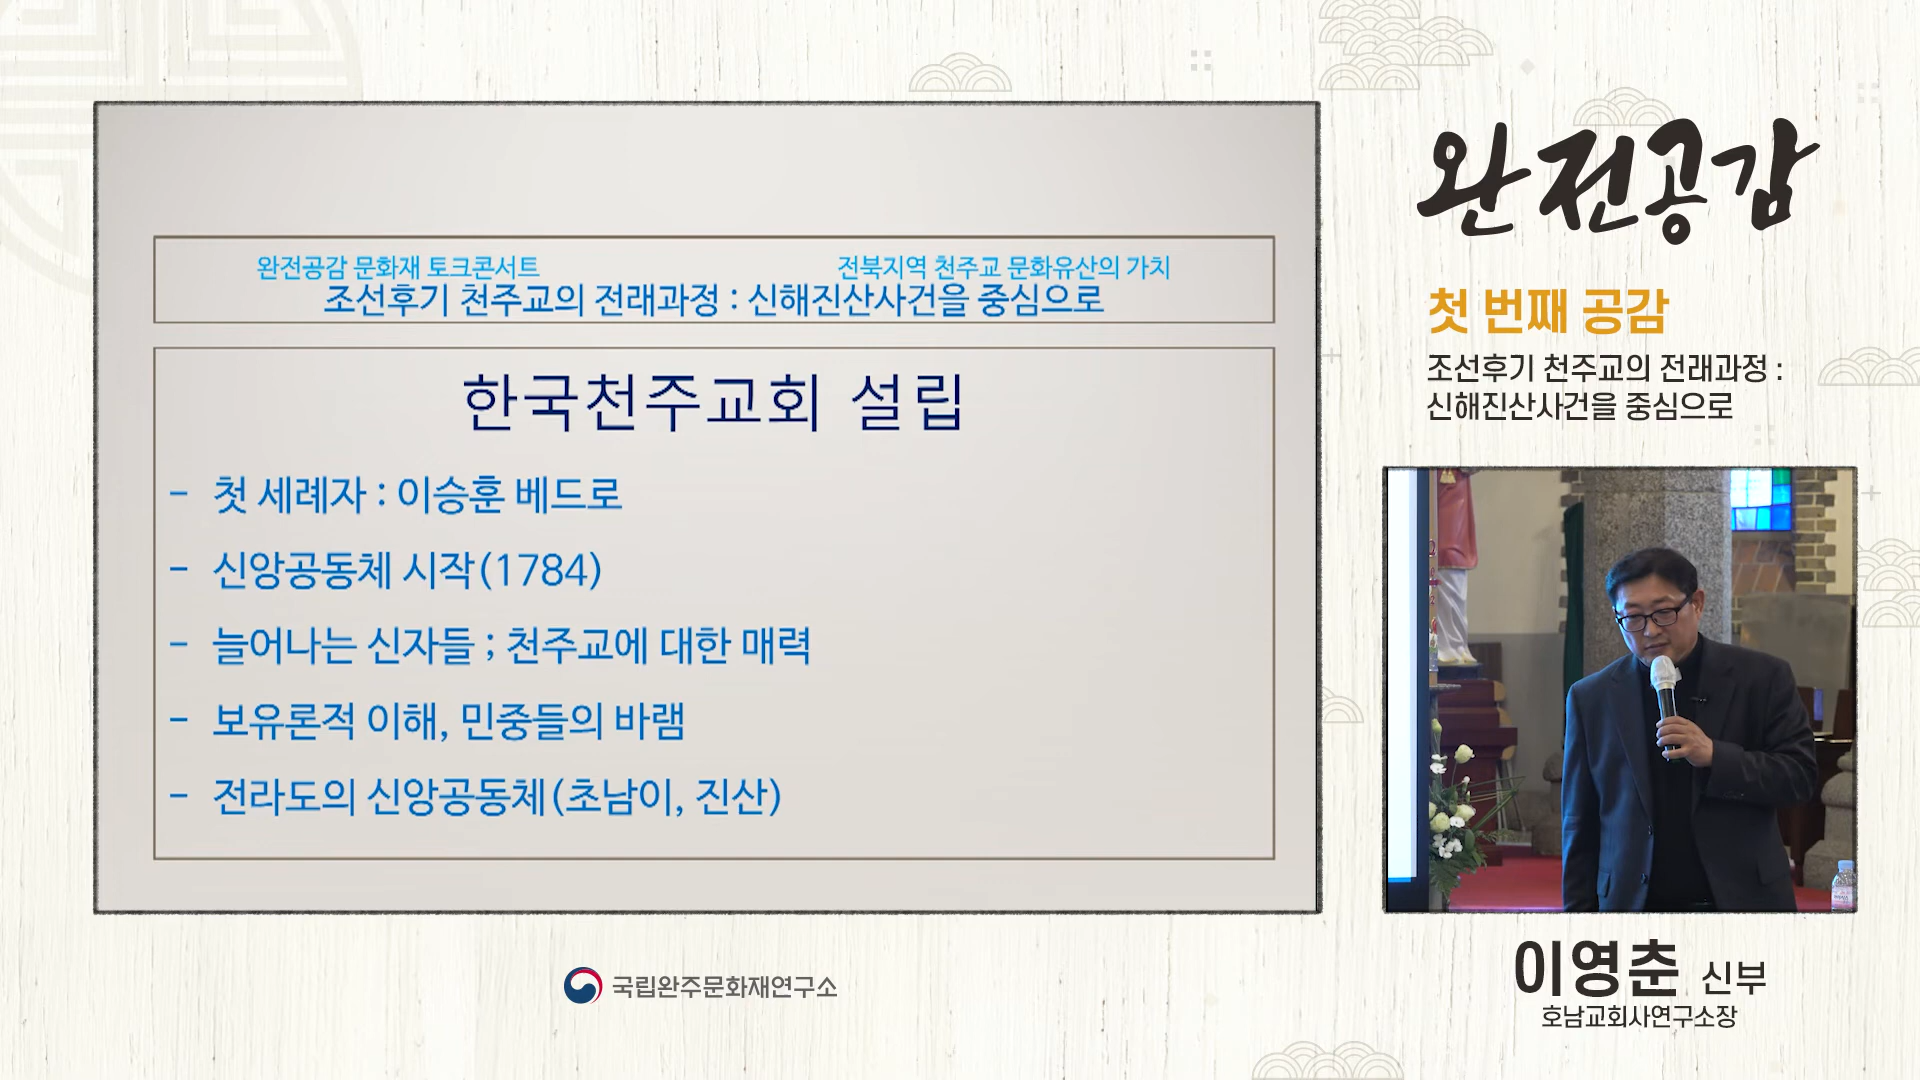 완전공감 문화재 토크콘서트 전북지역 천주교 문화유산의 가치
조선후기 천주교의 전래과정 : 신해진산사건을 중심으로
한국천주교회 설립
- 첫 세례자 : 이승훈 베드로
- 신앙공동체 시작(1784)
- 늘어나는 신자들 ; 천주교에 대한 매력
- 보유론적 이해, 민중들의 바램
- 전라도의 신앙공동체(초남이, 진산)
국립완주문화재연구소
완전공감
첫 번째 공감
조선후기 천주교의 전래과정 :
신해진산사건을 중심으로
이영춘 신부
호남교회사연구소장